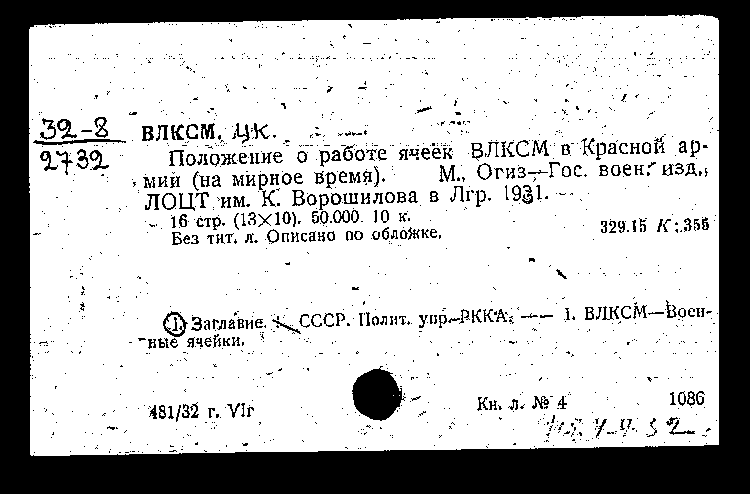 32-8
2732
ВЛКСМ. ЦК.
Положение о работе ячеек ВЛКСМ в Красной ар-
мии (на мирное время). М., Огиз—Гос. воен. изд.,
ЛОЦТ им. К. Ворошилова в Лгр. 1931.
16 стр. (13×10). 50.000. 10 к.
Без тит. л. Описано по обложке.
329.15 К:.355
1. Заглавие. СССР. Полит. упр. РККА. — 1. ВЛКСМ—Воен-
ные ячейки.
481/32 г. VIг
Кн. л. № 4
1086